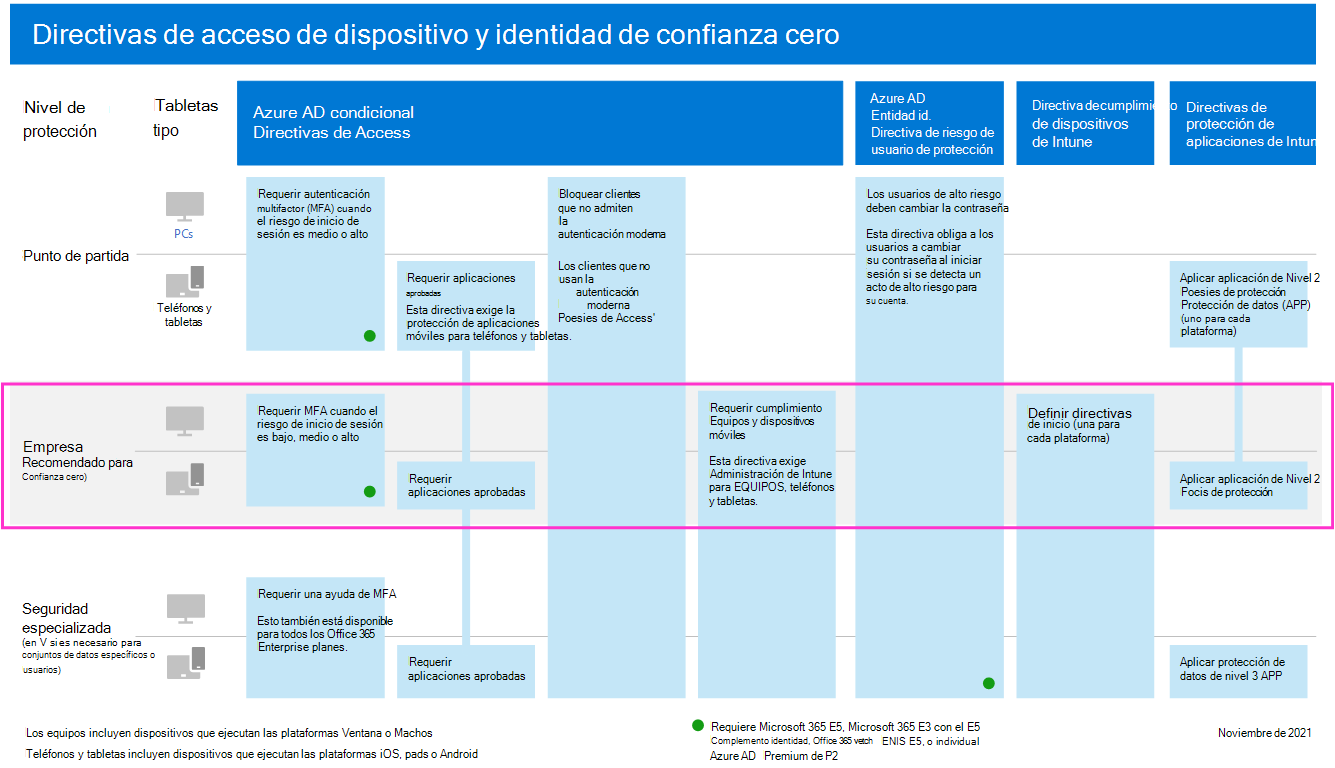 Directivas de acceso de dispositivo y identidad de confianza cero
Nivel de
protección
Tabletas
tipo
Azure AD condicional
Directivas de Access
Azure AD
Entidad id.
Directiva de riesgo de
usuario de protección
Directiva decumplimiento
de dispositivos
de Intune
Directivas de
protección de
aplicaciones de Intun
Punto de partida
PCs
Teléfonos y
tabletas
Requerir autenticación
multifactor (MFA) cuando
el riesgo de inicio de
sesión es medio o alto
Requerir aplicaciones
aprobadas
Esta directiva exige la
protección de aplicaciones
móviles para teléfonos y tabletas.
Bloquear clientes
que no admiten
la
autenticación moderna
Los clientes que no
usan la
autenticación
moderna
Poesies de Access'
Los usuarios de alto riesgo
deben cambiar la contraseña
Esta directiva obliga a los
usuarios a cambiar
su contraseña al iniciar
sesión si se detecta un
acto de alto riesgo para
su cuenta.
Aplicar aplicación de Nivel 2
Poesies de protección
Protección de datos (APP)
(uno para cada
plataforma)
Empresa
Recomendado para
Confianza cero)
Requerir MFA cuando el
riesgo de inicio de sesión
es bajo, medio o alto
Requerir
aplicaciones aprobadas
Requerir cumplimiento
Equipos y dispositivos
móviles
Esta directiva exige
Administración de Intune
para EQUIPOS, teléfonos
y tabletas.
Definir directivas
de inicio (una para
cada plataforma)
Aplicar aplicación de Nivel 2
Focis de protección
Seguridad
especializada
(en V si es necesario para
conjuntos de datos específicos o
usuarios)
Requerir una ayuda de MFA
Esto también está disponible
para todos los Office 365
Enterprise planes.
Requerir
aplicaciones aprobadas
Aplicar protección de
datos de nivel 3 APP
Los equipos incluyen dispositivos que ejecutan las plataformas Ventana o Machos
Teléfonos y tabletas incluyen dispositivos que ejecutan las plataformas iOS, pads o Android
Requiere Microsoft 365 E5, Microsoft 365 E3 con el E5
Complemento identidad, Office 365 vetch ENIS E5, o individual
Azure AD Premium de P2
Noviembre de 2021